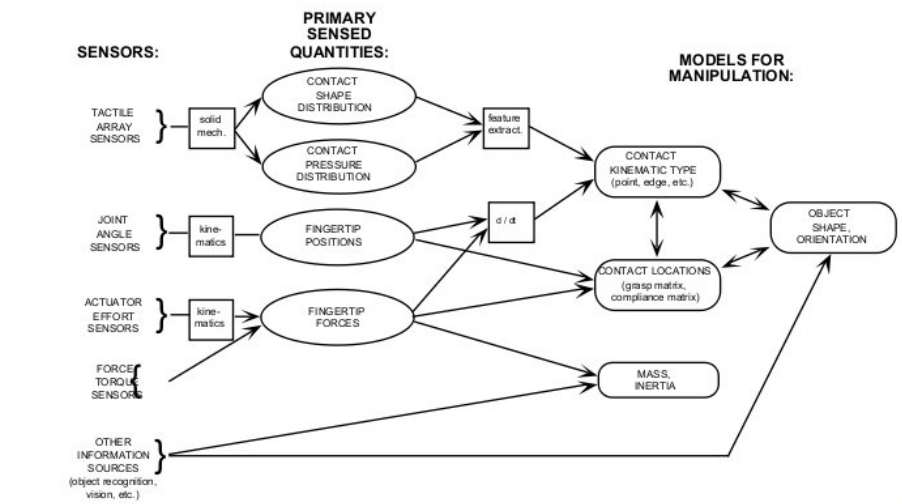 PRIMARY
SENSED
QUANTITIES:
SENSORS:
MODELS FOR
MANIPULATION:
TACTILE
ARRAY
SENSORS
solid
mech.
CONTACT
SHAPE
DISTRIBUTION
CONTACT
PRESSURE
DISTRIBUTION
feature
extract.
CONTACT
KINEMATIC TYPE
(point, edge, etc.)
JOINT
ANGLE
SENSORS
kine-
matics
FINGERTIP
POSITIONS
d / dt
OBJECT
SHAPE,
ORIENTATION
CONTACT LOCATIONS
(grasp matrix,
compliance matrix)
ACTUATOR
EFFORT
SENSORS
kine-
matics
FINGERTIP
FORCES
FORCE
TORQUE
SENSORS
MASS,
INERTIA
OTHER
INFORMATION
SOURCES
(object recognition,
vision, etc.)